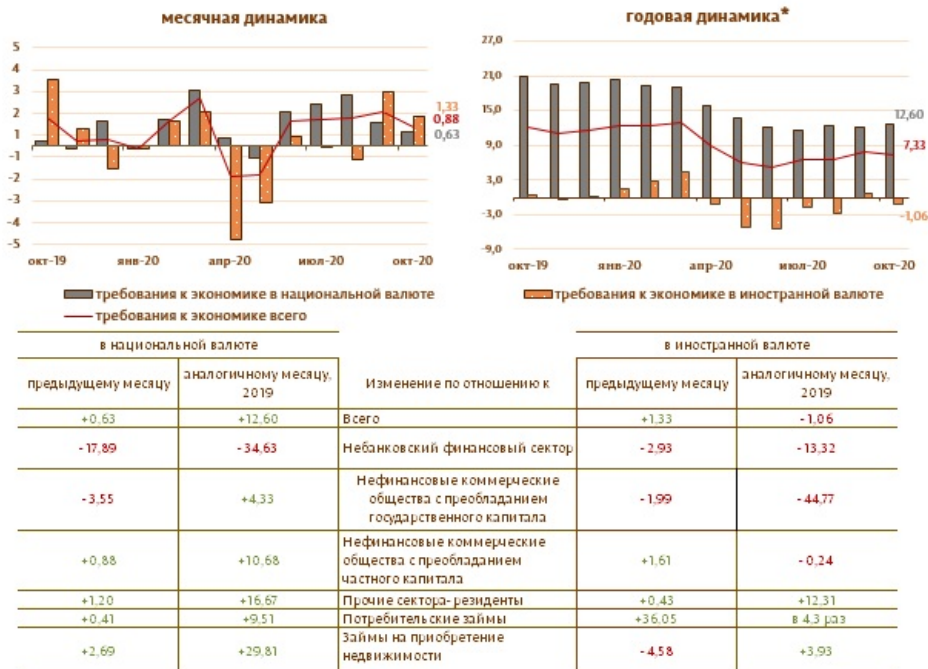 месячная динамика
5
4
3
2
1
-1
-2
-3
-4
-5
1,33
0,88
0,63
окт-19
янв-20
апр-20
июл-20
окт-20
годовая динамика*
27,0
21,0
15,0
9,0
3,0
-3,0
-9,0
12,60
7,33
-1,06
окт-19
янв-20
апр-20
июл-20
окт-20
требования к экономике в национальной валюте
требования к экономике в иностранной валюте
требования к экономике всего
в национальной валюте
в иностранной валюте
предыдущему месяцу
аналогичному месяцу,
2019
Изменение по отношению к
предыдущему месяцу
аналогичному месяцу,
2019
+0,63 +12,60 Всего +1,33 -1,06
-17,89 -34,63 Небанковский финансовый сектор -2,93 -13,32
Нефинансовые коммерческие
-3,55 +4,33 общества с преобладанием -1,99 -44,77
государственного капитала
Нефинансовые коммерческие
+0,88 +10,68 общества с преобладанием +1,61 -0,24
частного капитала
+1,20 +16,67 Прочие сектора-резиденты +0,43 +12,31
+0,41 +9,51 Потребительские займы +36,05 в 4,3 раз
Займы на приобретение
+2,69 +29,81 недвижимости -4,58 +3,93